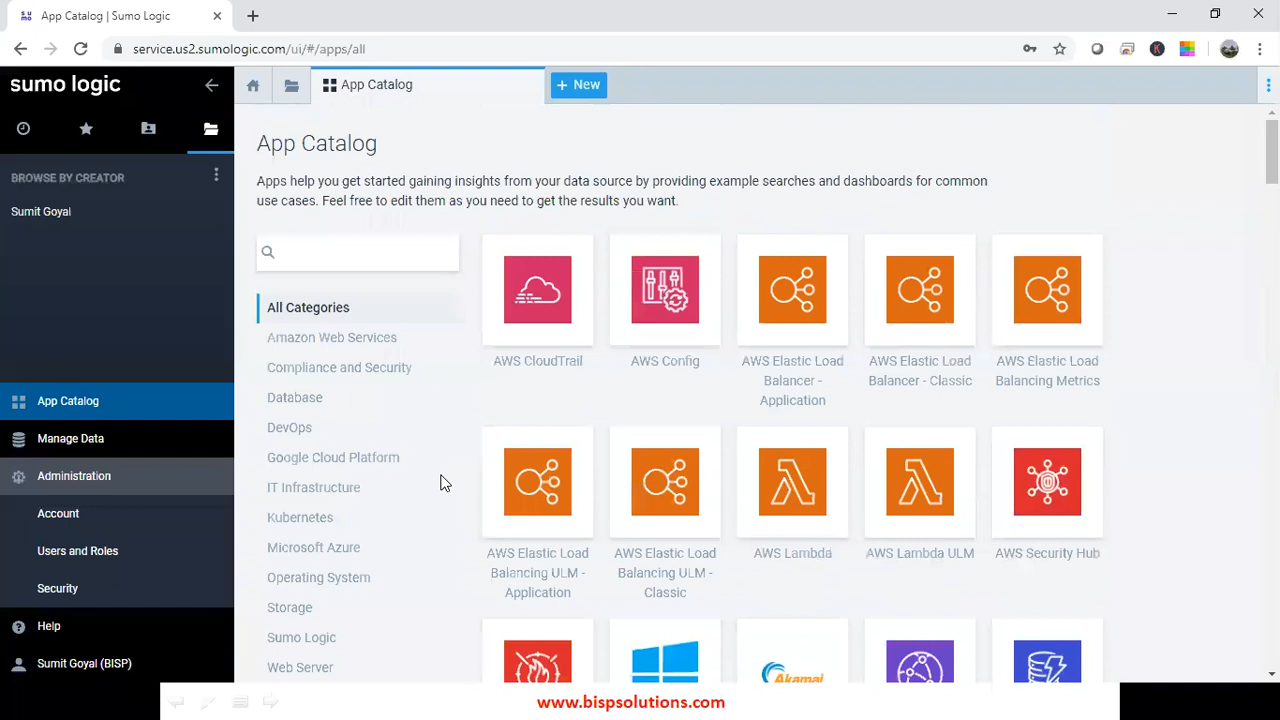 App Catalog | Sumo Logic
service.us2.sumologic.com/ui/#/apps/all
sumo logic
App Catalog
+ New
BROWSE BY CREATOR
Sumit Goyal
App Catalog
Manage Data
Administration
Account
Users and Roles
Security
Help
Sumit Goyal (BISP)
App Catalog
Apps help you get started gaining insights from your data source by providing example searches and dashboards for common
use cases. Feel free to edit them as you need to get the results you want.
All Categories
Amazon Web Services
Compliance and Security
Database
DevOps
Google Cloud Platform
IT Infrastructure
Kubernetes
Microsoft Azure
Operating System
Storage
Sumo Logic
Web Server
AWS CloudTrail
AWS Config
AWS Elastic Load
Balancer -
Application
AWS Elastic Load
Balancer - Classic
AWS Elastic Load
Balancing Metrics
AWS Elastic Load
Balancing ULM -
Application
AWS Elastic Load
Balancing ULM -
Classic
AWS Lambda
AWS Lambda ULM
AWS Security Hub
Akamai
www.bispsolutions.com